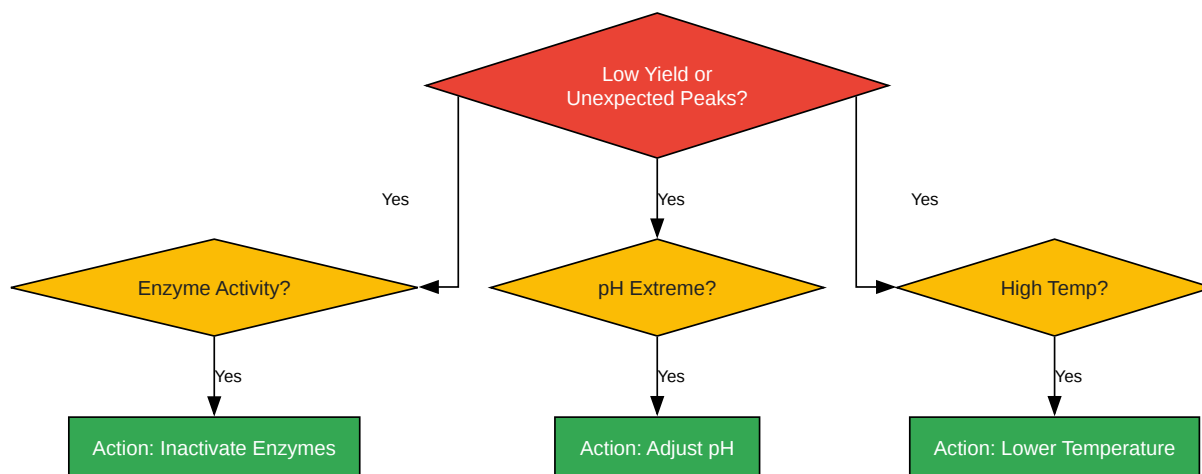 Low Yield or
Unexpected Peaks?
Yes
Yes
Yes
Enzyme Activity?
pH Extreme?
High Temp?
Yes
Yes
Yes
Action: Inactivate Enzymes
Action: Adjust pH
Action: Lower Temperature